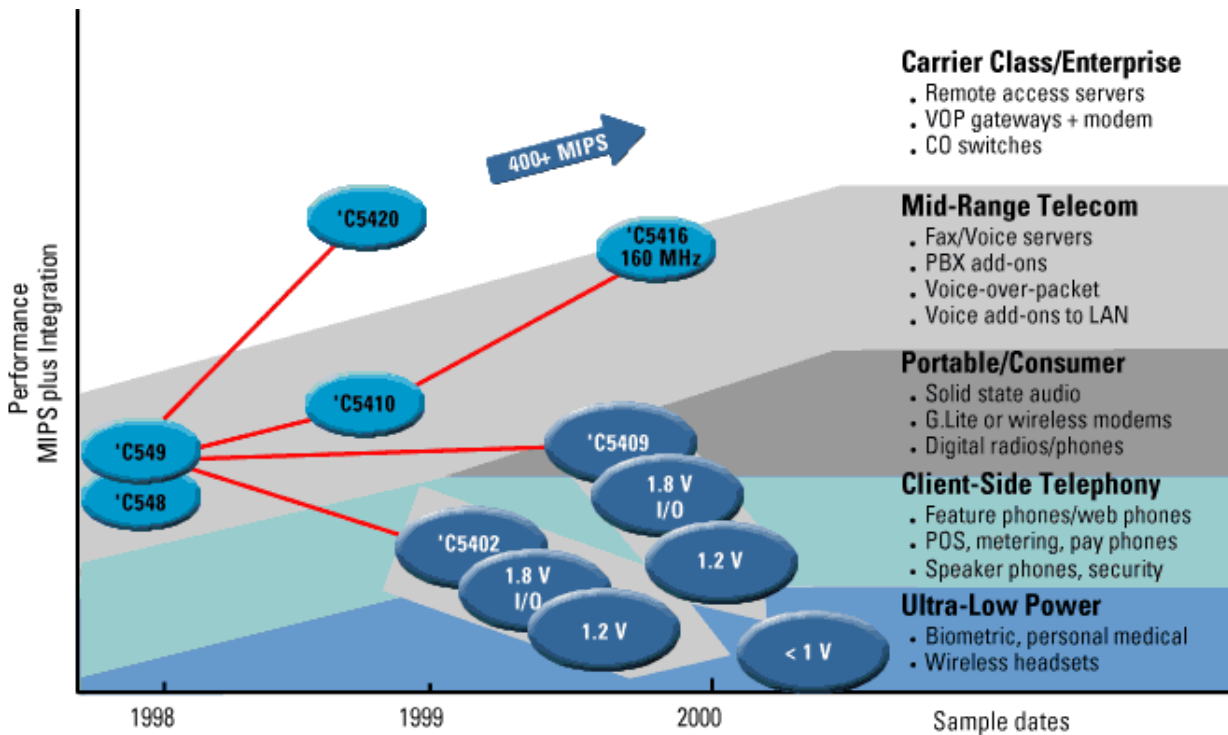 Carrier Class/Enterprise
. Remote access servers
. VOP gateways + modem
. CO switches
400+ MIPS
Mid-Range Telecom
. Fax/Voice servers
. PBX add-ons
. Voice-over-packet
. Voice add-ons to LAN
'C5420
'C5416
160 MHz
Performance
MIPS plus Integration
Portable/Consumer
. Solid state audio
. G.Lite or wireless modems
. Digital radios/phones
'C5410
'C549
'C548
'C5409
1.8 V
I/O
1.2 V
Client-Side Telephony
• Feature phones/web phones
• POS, metering, pay phones
• Speaker phones, security
'C5402
1.8 V
I/O
1.2 V
< 1 V
Ultra-Low Power
• Biometric, personal medical
• Wireless headsets
1998
1999
2000
Sample dates